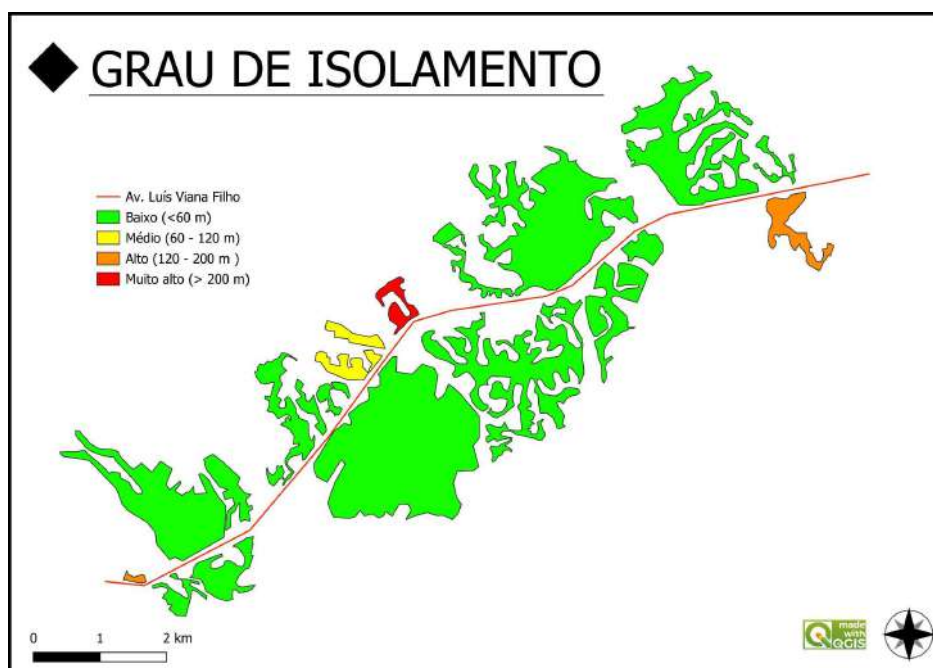 GRAU DE ISOLAMENTO
Av. Luís Viana Filho
Baixo (<60 m)
Médio (60 - 120 m)
Alto (120 - 200 m )
Muito alto (> 200 m)
0 1 2 km
made
with
QGIS